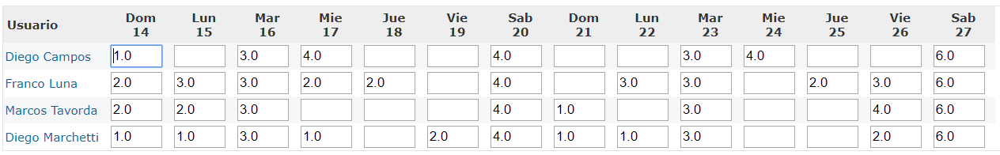 Usuario Dom Lun Mar Mie Jue Vie Sab Dom Lun Mar Mie Jue Vie Sab
14 15 16 17 18 19 20 21 22 23 24 25 26 27
Diego Campos 1.0 3.0 4.0 4.0 3.0 4.0 6.0
Franco Luna 2.0 3.0 3.0 2.0 2.0 4.0 3.0 3.0 2.0 3.0 6.0
Marcos Tavorda 2.0 2.0 3.0 4.0 1.0 3.0 4.0 6.0
Diego Marchetti 1.0 1.0 3.0 1.0 2.0 4.0 1.0 1.0 3.0 2.0 6.0